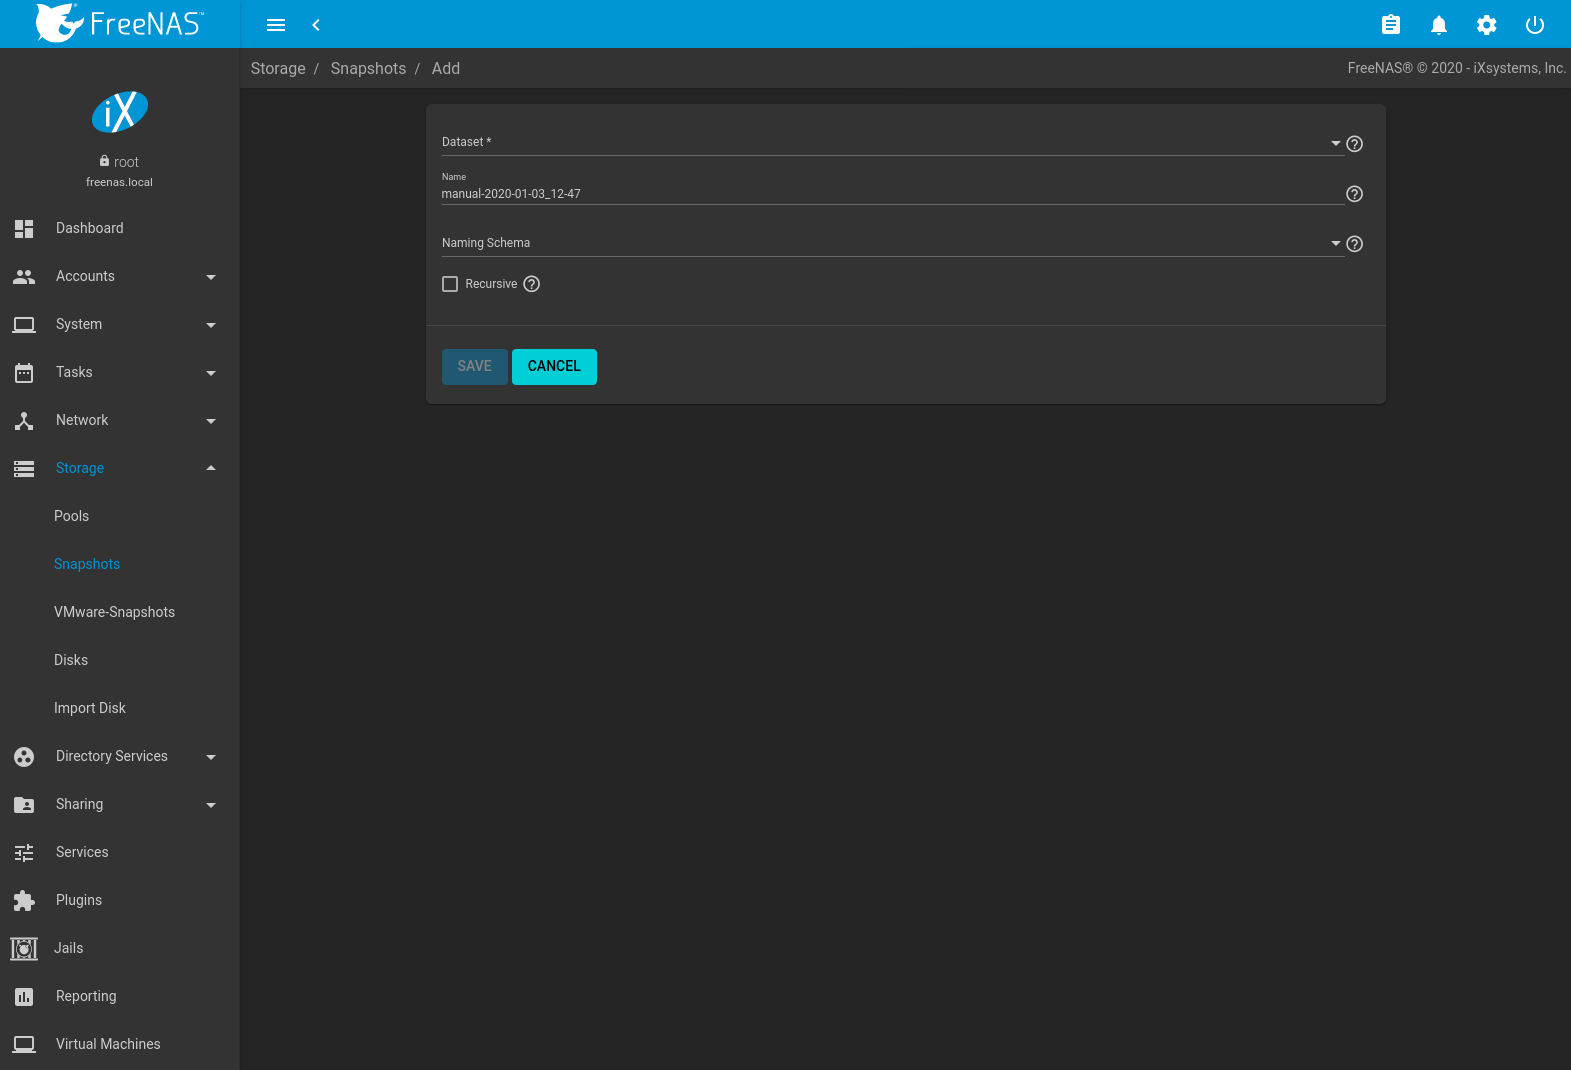 FreeNAS™
Storage / Snapshots / Add
FreeNAS® © 2020 - iXsystems, Inc.
iX
root
freenas.local
Dashboard
Accounts
System
Tasks
Network
Storage
Pools
Snapshots
VMware-Snapshots
Disks
Import Disk
Directory Services
Sharing
Services
Plugins
Jails
Reporting
Virtual Machines
Dataset *
Name
manual-2020-01-03_12-47
Naming Schema
Recursive
SAVE CANCEL